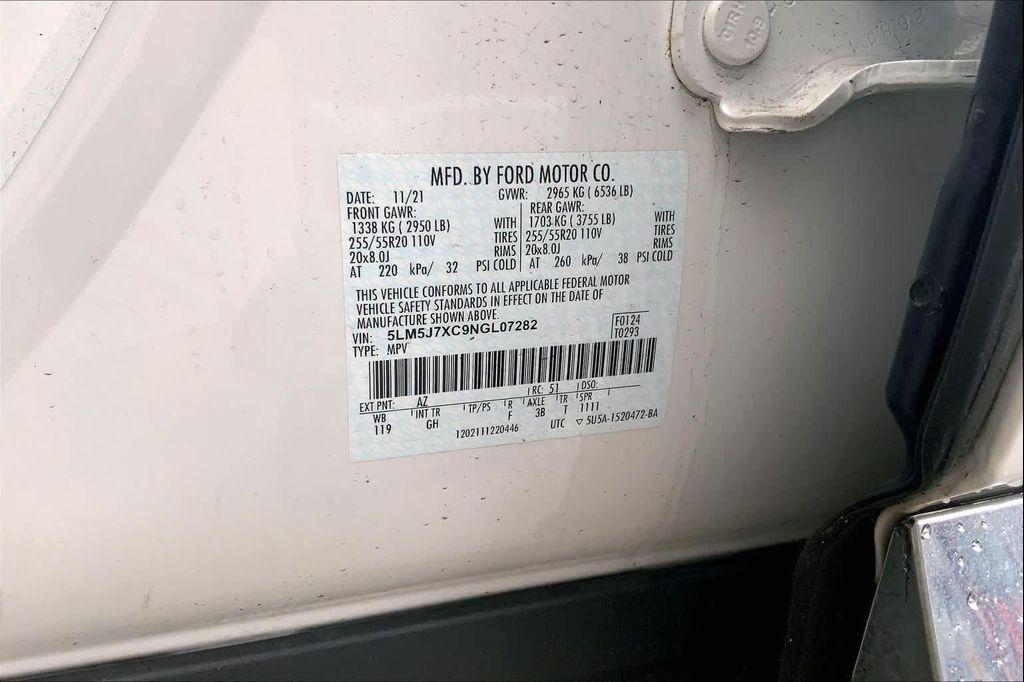 MFD. BY FORD MOTOR CO.
DATE: 11/21 GVWR: 2965 KG ( 6536 LB)
FRONT GAWR: REAR GAWR:
1338 KG ( 2950 LB) WITH 1703 KG ( 3755 LB) WITH
255/55R20 110V TIRES 255/55R20 110V TIRES
20x8.0J RIMS 20x8.0J RIMS
AT 220 kPa/ 32 PSI COLD AT 260 kPa/ 38 PSI COLD
THIS VEHICLE CONFORMS TO ALL APPLICABLE FEDERAL MOTOR
VEHICLE SAFETY STANDARDS IN EFFECT ON THE DATE OF
MANUFACTURE SHOWN ABOVE.
VIN: 5LM5J7XC9NGL07282 F0124
TYPE: MPV T0293
EXT PNT: AZ RC: 51 DSO:
WB INT TR TP/PS R AXLE TR SPR
119 GH F 3B T 1111
1202111220446 UTC ▽ 5U5A-1520472-BA
10.9